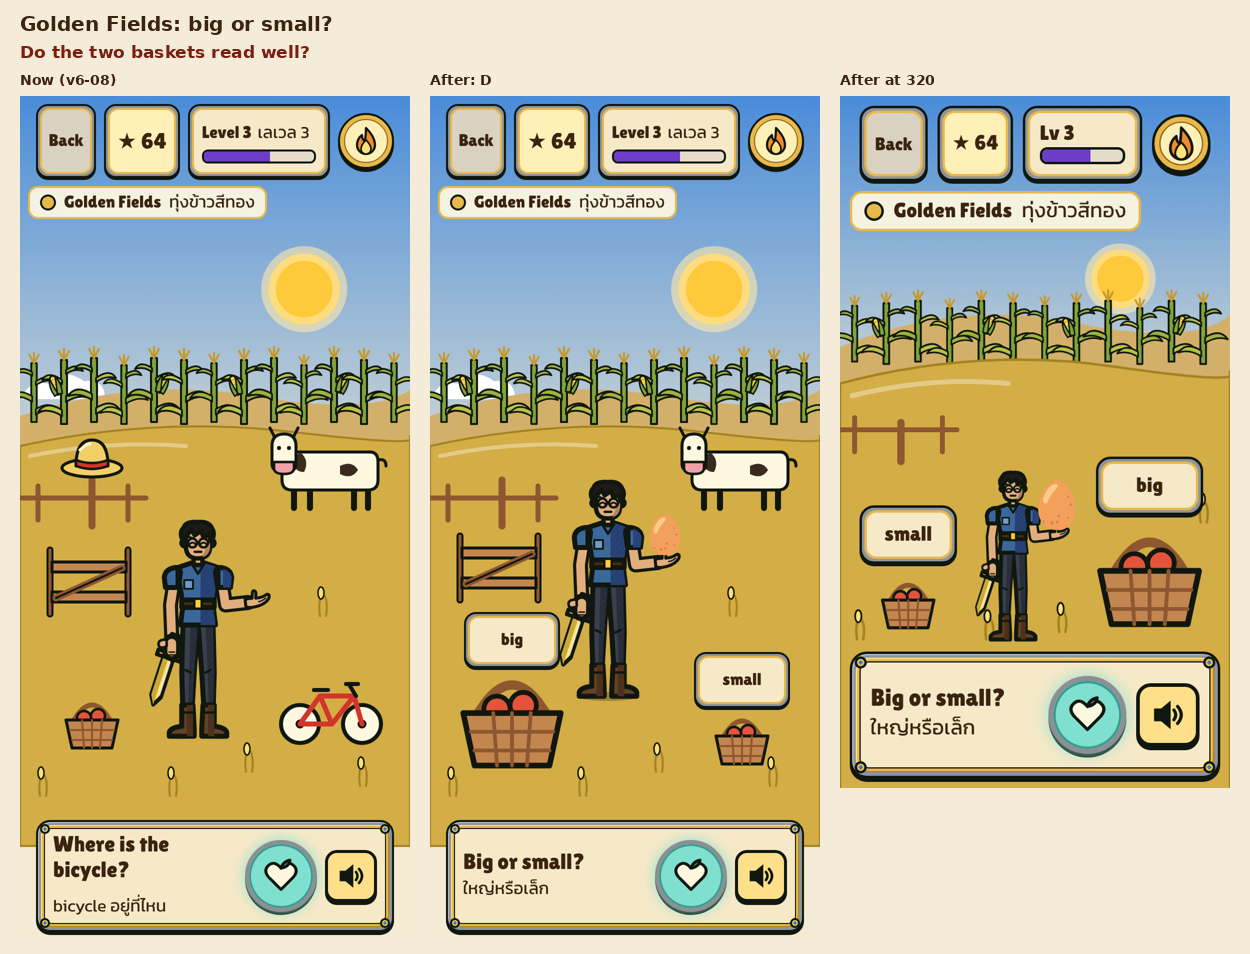 Golden Fields: big or small?
Do the two baskets read well?
Now (v6-08)
Back
★ 64
Level 3 เลเวล 3
Golden Fields ทุ่งข้าวสีทอง
Where is the
bicycle?
bicycle อยู่ที่ไหน
After: D
Back
★ 64
Level 3 เลเวล 3
Golden Fields ทุ่งข้าวสีทอง
big
small
Big or small?
ใหญ่หรือเล็ก
After at 320
Back
★ 64
Lv 3
Golden Fields ทุ่งข้าวสีทอง
big
small
Big or small?
ใหญ่หรือเล็ก